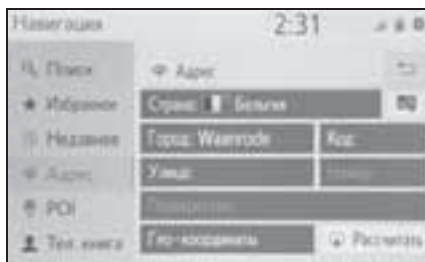 Навигация 2:31
Поиск
Адрес
Избранное
Страна: Бельгия
Недавние
Город: Waanrode Код:
Адрес
Улица:
POI
Перекресток
Тел. книга
Гео-координаты Рассчитать